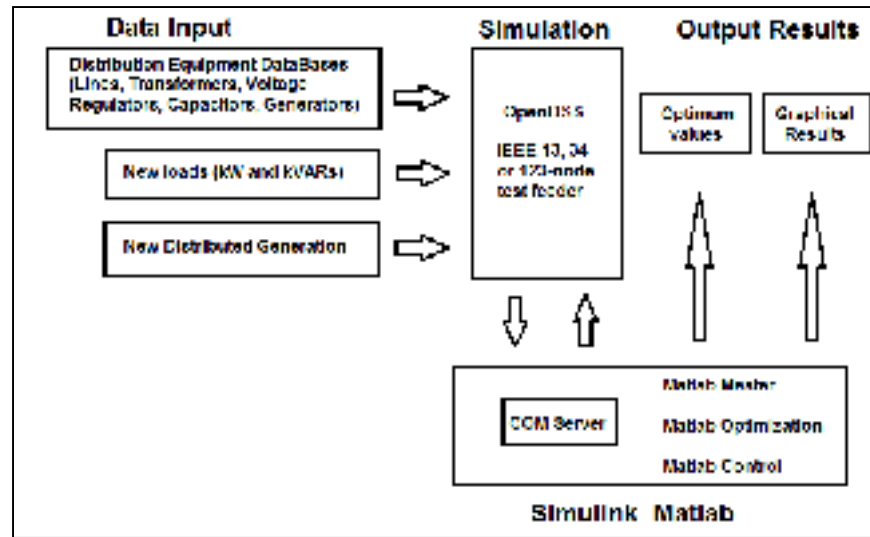 Data Input
Simulation
Output Results
Distribution Equipment DataBases
(Lines, Transformers, Voltage
Regulators, Capacitors, Generators)
New loads (kW and kVARs)
New Distributed Generation
OpenDSS
IEEE 13, 34
or 123-node
test feeder
Optimum
values
Graphical
Results
COM Server
Matlab Master
Matlab Optimization
Matlab Control
Simulink Matlab